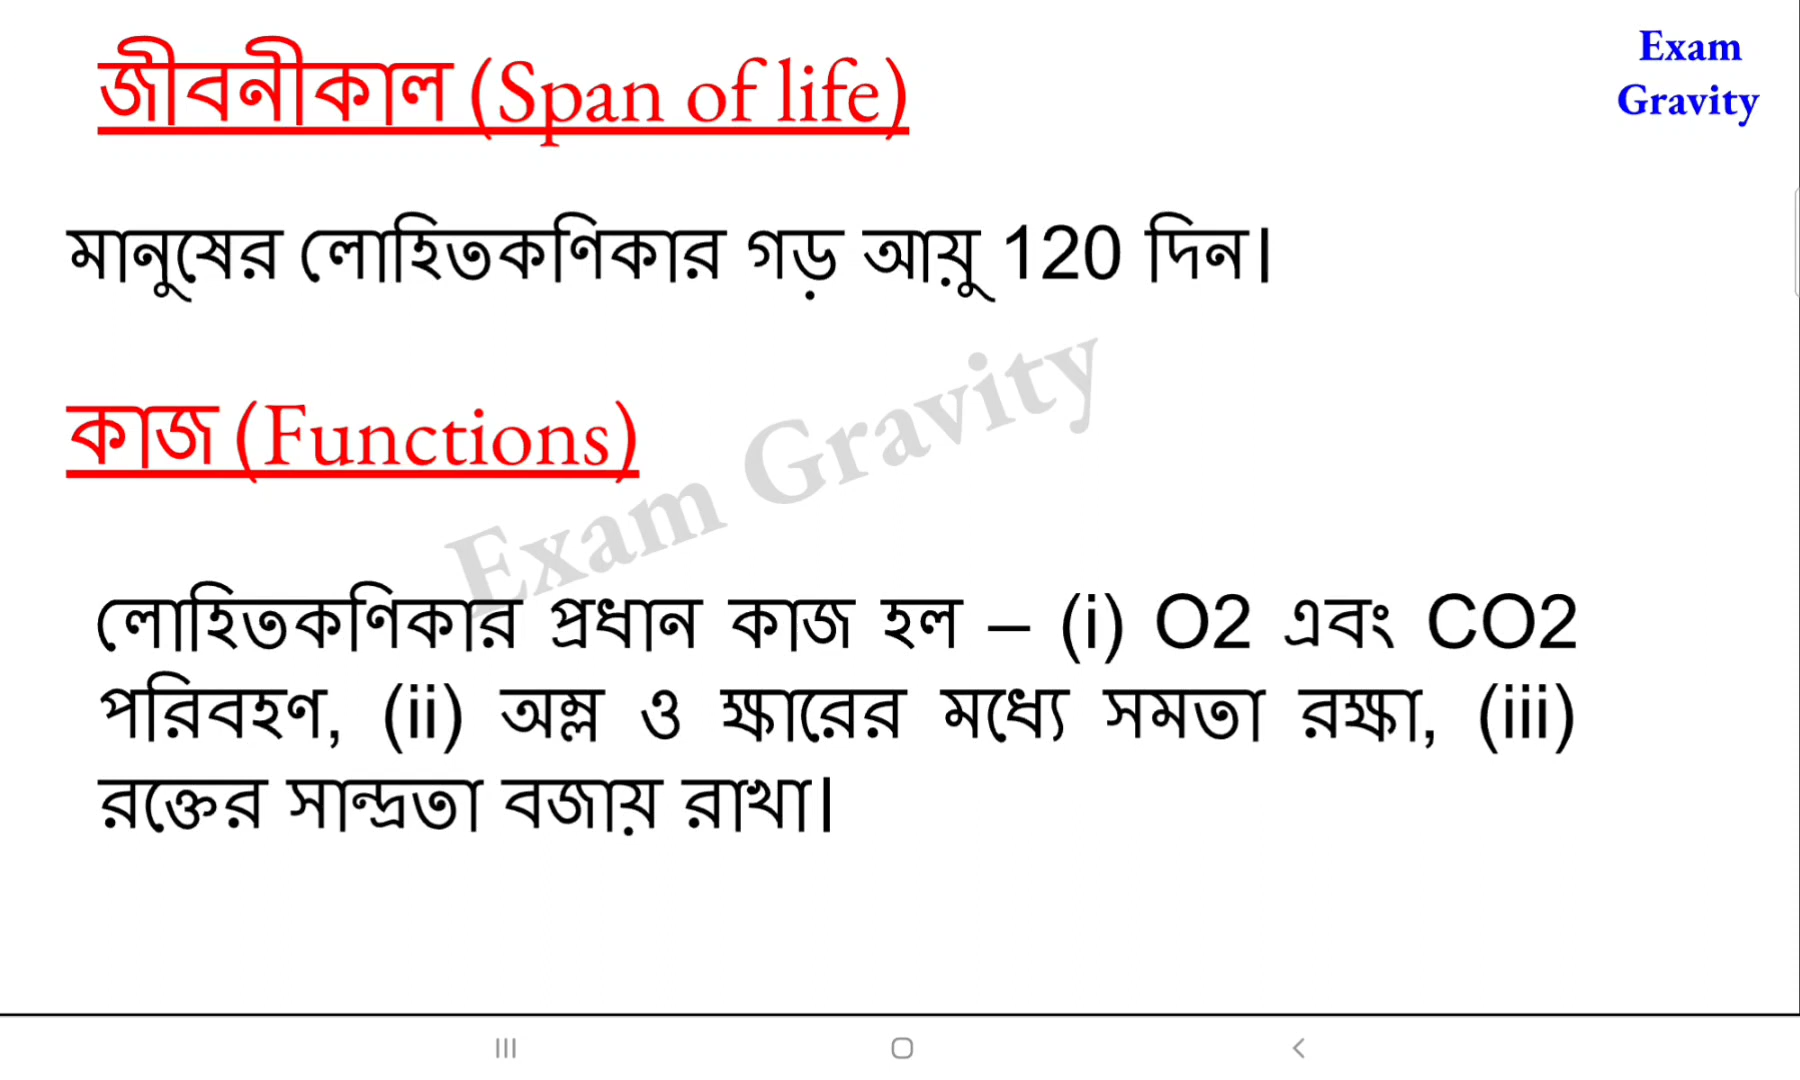 জীবনীকাল (Span of life)
Exam
Gravity
মানুষের লোহিতকণিকার গড় আয়ু 120 দিন।
কাজ (Functions)
Exam Gravity
লোহিতকণিকার প্রধান কাজ হল – (i) O2 এবং CO2
পরিবহণ, (ii) অম্ল ও ক্ষারের মধ্যে সমতা রক্ষা, (iii)
রক্তের সান্দ্রতা বজায় রাখা।